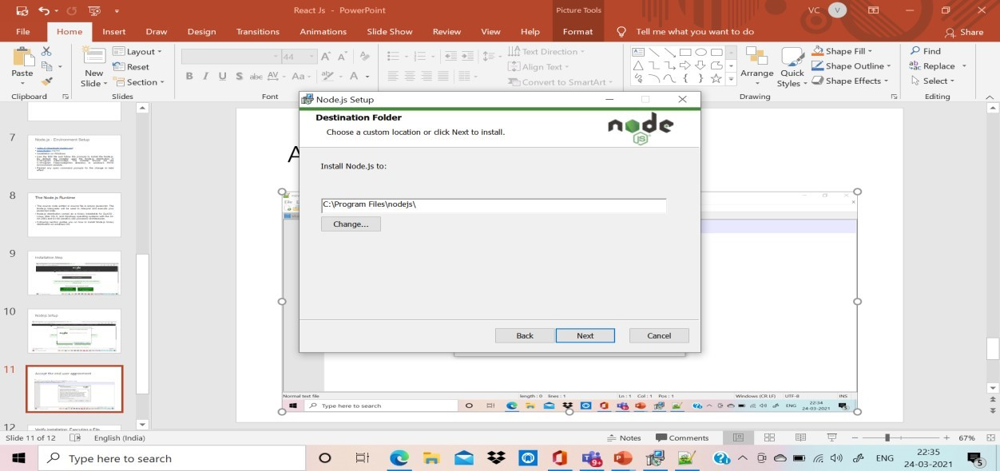 React Js - PowerPoint
Picture Tools
VC
V
File
Home
Insert
Draw
Design
Transitions
Animations
Slide Show
Review
View
Help
Format
Tell me what you want to do
Share
Paste
New
Slide
Layout
Reset
Section
44
B I U S abc AV Aa
A
Text Direction
Align Text
Convert to SmartArt
Arrange
Quick
Styles
Shape Fill
Shape Outline
Shape Effects
Find
Replace
Select
Clipboard
Slides
Font
Drawing
Editing
Node.js Setup
Destination Folder
Choose a custom location or click Next to install.
node
JS
Install Node.js to:
C:\Program Files\nodejs\
Change...
Back
Next
Cancel
A
7
Node.js - Environment Setup
8
The Node.js Runtime
9
Installation Step
10
Nodejs Setup
11
Accept the end user aggreement
12
Verify installation: Executing a File
Normal text file
length : 0 lines : 1
Ln : 1 Col : 1 Pos : 1
Windows (CR LF)
UTF-8
INS
Type here to search
ENG
22:34
24-03-2021
Slide 11 of 12
English (India)
Notes
Comments
67%
Type here to search
9+
ENG
22:35
24-03-2021
5